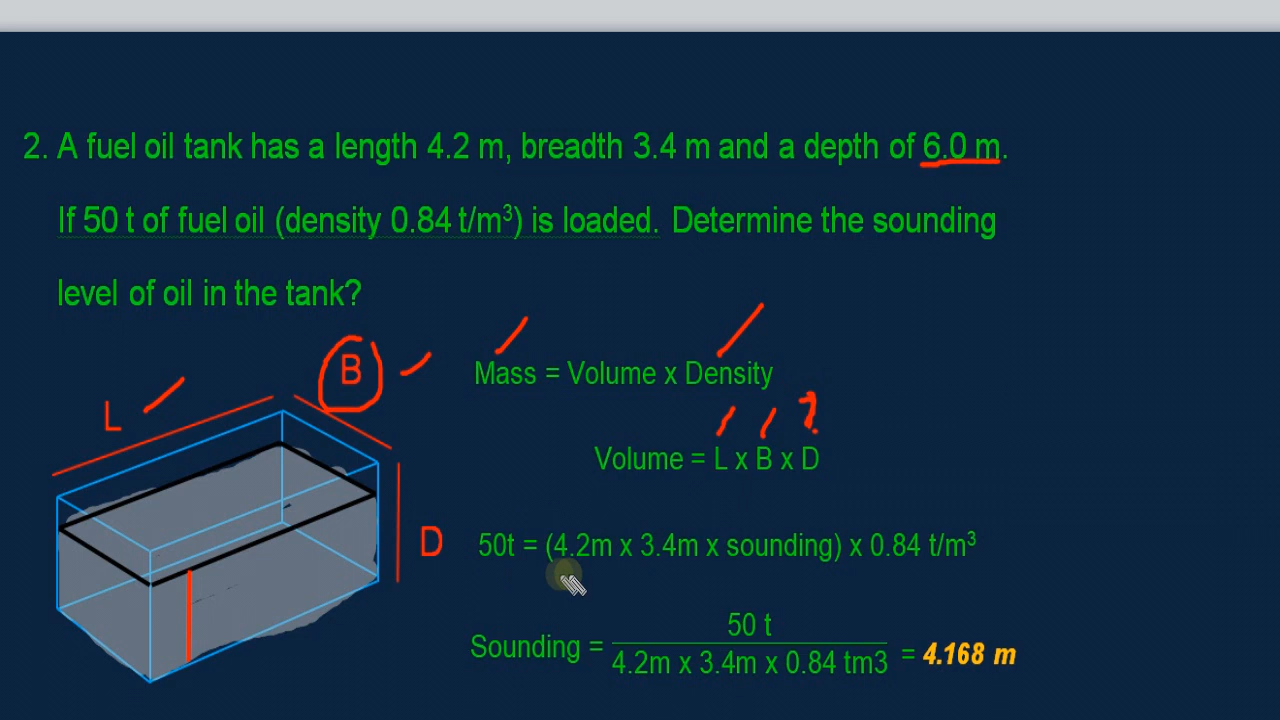 2. A fuel oil tank has a length 4.2 m, breadth 3.4 m and a depth of 6.0 m.
If 50 t of fuel oil (density 0.84 t/m³) is loaded. Determine the sounding
level of oil in the tank?
L
B
D
Mass = Volume x Density
?
Volume = L x B x D
50t = (4.2m x 3.4m x sounding) x 0.84 t/m³
Sounding = 50 t / 4.2m x 3.4m x 0.84 tm3 = 4.168 m